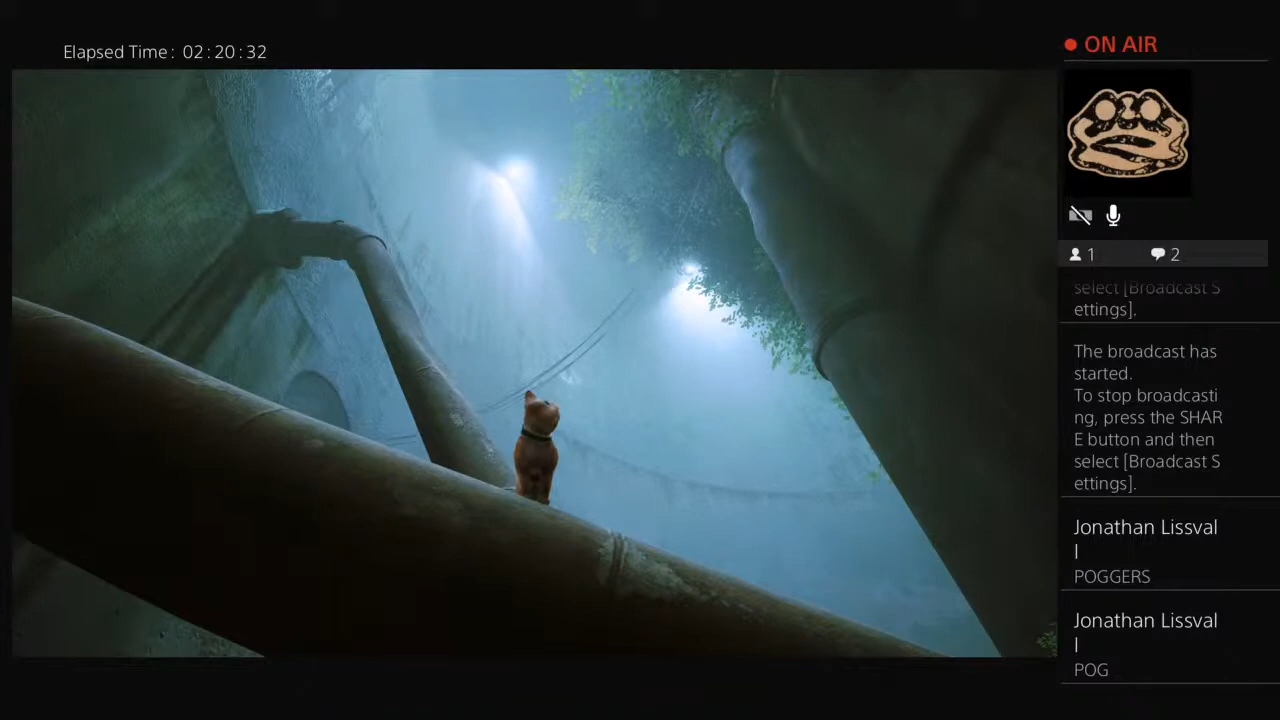 Elapsed Time: 02:20:32
ON AIR
1
2
select [Broadcast S
ettings].
The broadcast has
started.
To stop broadcasti
ng, press the SHAR
E button and then
select [Broadcast S
ettings].
Jonathan Lissval
l
POGGERS
Jonathan Lissval
l
POG